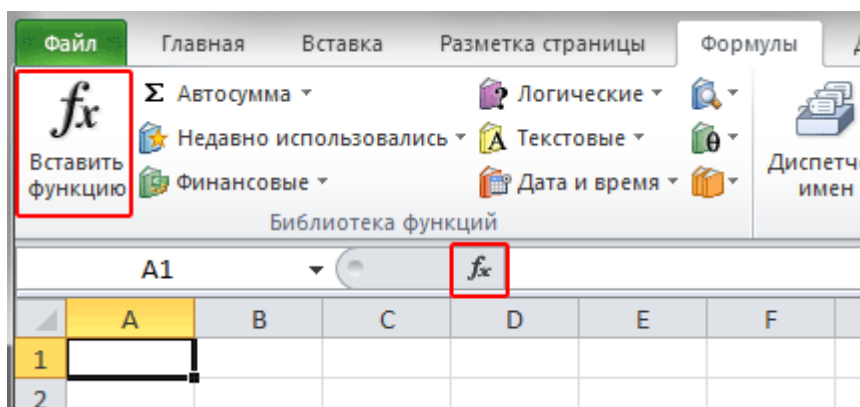 Файл Главная Вставка Разметка страницы Формулы
fx Σ Автосумма Логические
Недавно использовались Текстовые θ
Вставить функцию Финансовые Дата и время
Диспетч
имен
Библиотека функций
A1 fx
A B C D E F
1
2